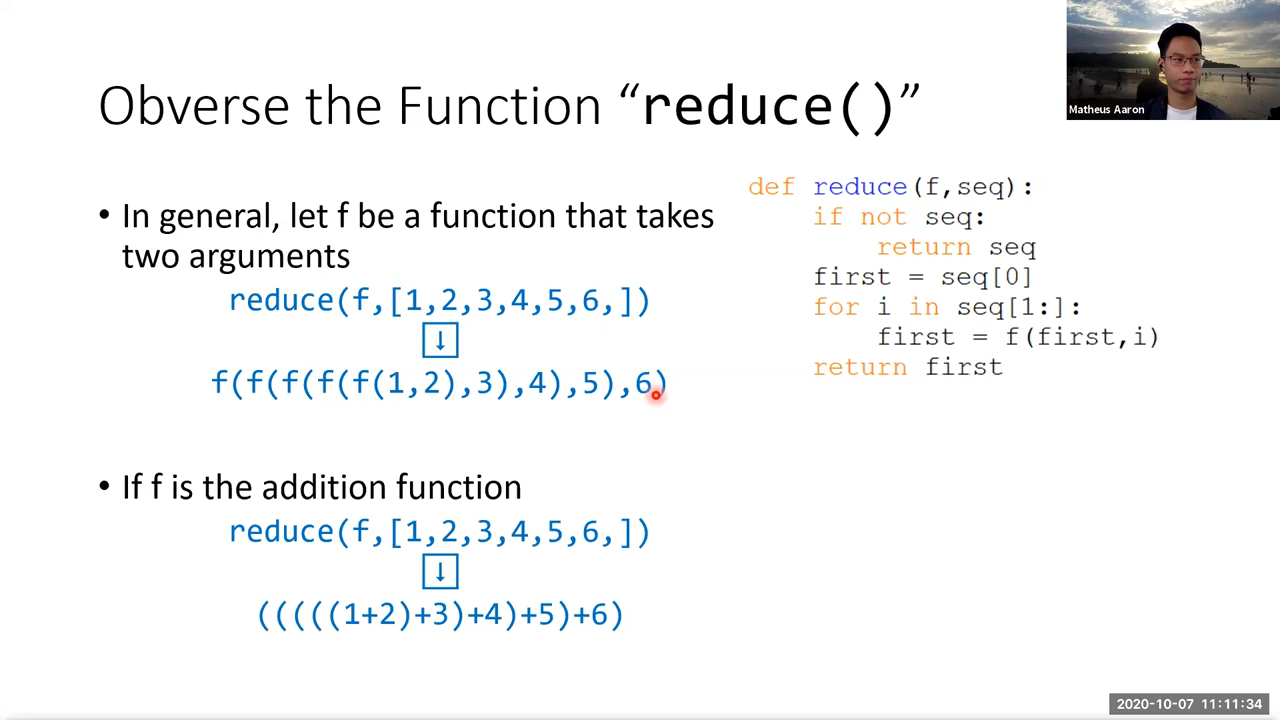 Obverse the Function “reduce()”
Matheus Aaron
• In general, let f be a function that takes
two arguments
reduce(f,[1,2,3,4,5,6,])
↓
f(f(f(f(f(1,2),3),4),5),6)
• If f is the addition function
reduce(f,[1,2,3,4,5,6,])
↓
(((((1+2)+3)+4)+5)+6)
def reduce(f,seq):
    if not seq:
        return seq
    first = seq[0]
    for i in seq[1:]:
        first = f(first,i)
    return first
2020-10-07 11:11:34